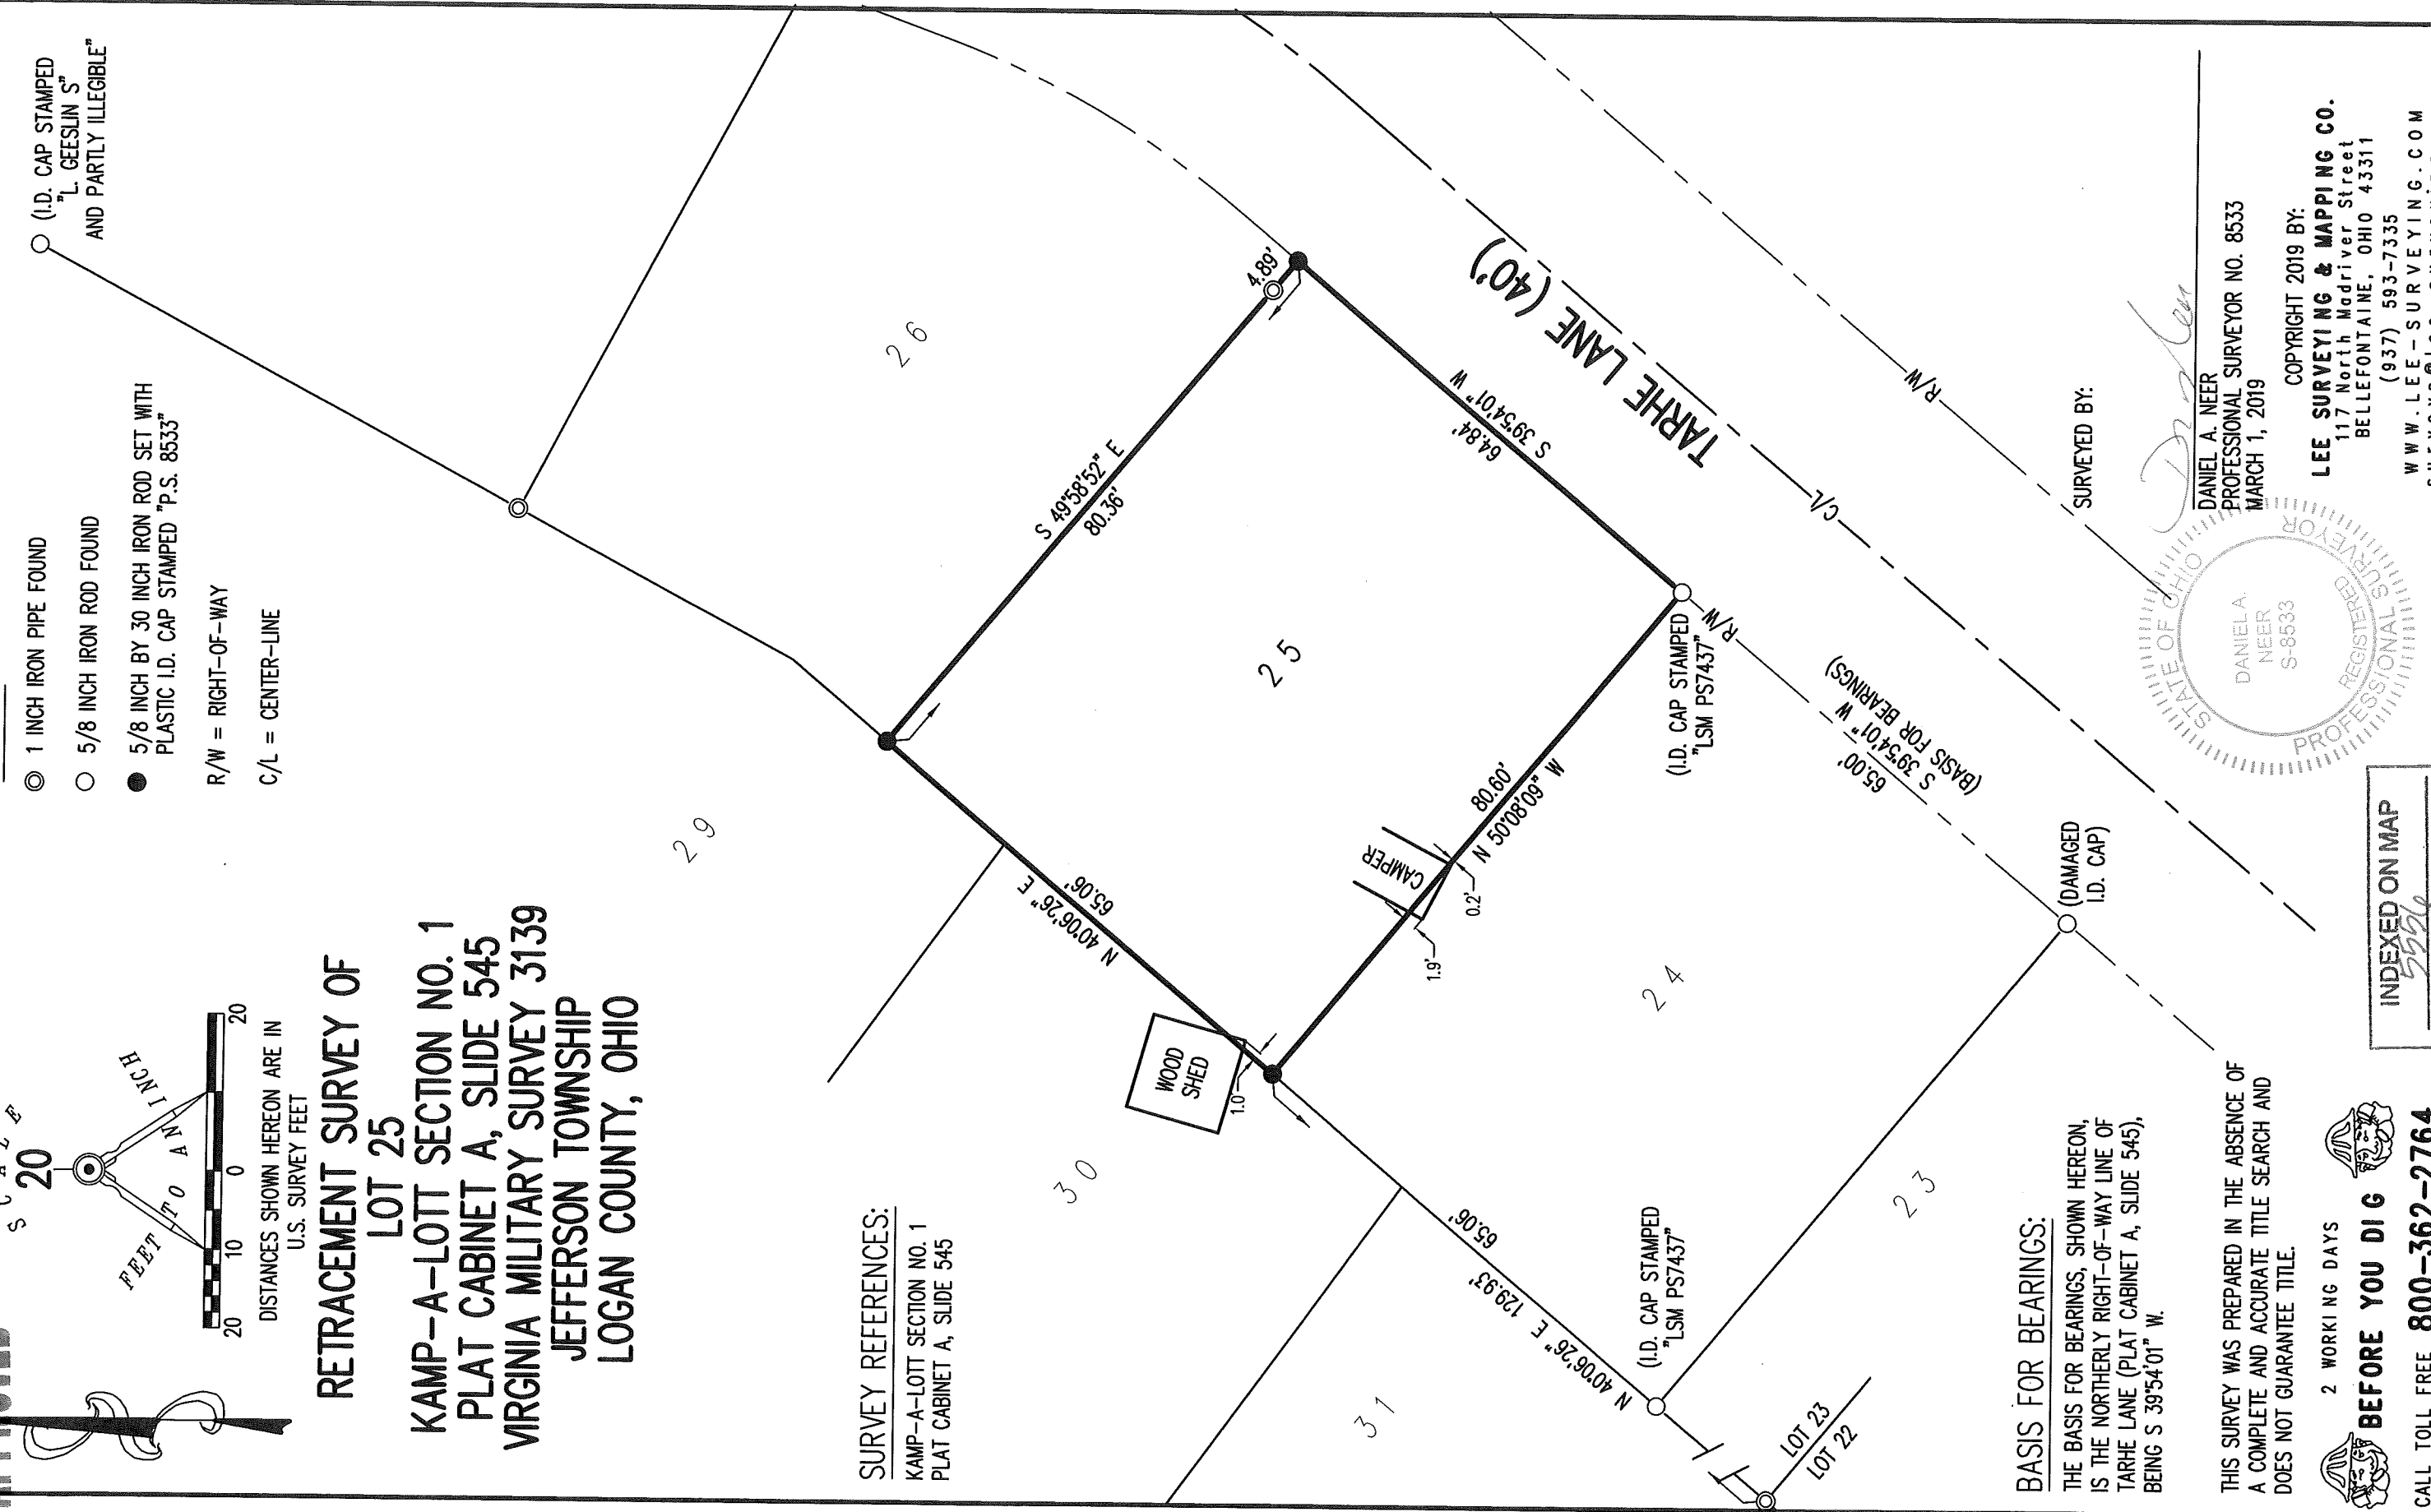 SCALE
20
FEET TO AN INCH
20 10 0 20
DISTANCES SHOWN HEREON ARE IN
U.S. SURVEY FEET
RETRACEMENT SURVEY OF
LOT 25
KAMP-A-LOTT SECTION NO. 1
PLAT CABINET A, SLIDE 545
VIRGINIA MILITARY SURVEY 3139
JEFFERSON TOWNSHIP
LOGAN COUNTY, OHIO
1 INCH IRON PIPE FOUND
5/8 INCH IRON ROD FOUND
5/8 INCH BY 30 INCH IRON ROD SET WITH
PLASTIC I.D. CAP STAMPED "P.S. 8533"
R/W = RIGHT-OF-WAY
C/L = CENTER-LINE
(I.D. CAP STAMPED
"L. GEESLIN S"
AND PARTLY ILLEGIBLE"
SURVEY REFERENCES:
KAMP-A-LOTT SECTION NO. 1
PLAT CABINET A, SLIDE 545
29
26
N 40°06'26" E
65.06'
S 49°58'52" E
80.36'
4.89'
25
WOOD
SHED
1.0'
CAMPER
1.9'
0.2'
80.60'
N 50°08'09" W
64.84'
S 39°54'01" W
TARHE LANE (40')
30
31
24
23
N 40°06'26" E 129.93'
65.06'
(I.D. CAP STAMPED
"LSM PS7437"
(I.D. CAP STAMPED
"LSM PS7437"
R/W
C/L
R/W
65.00'
S 39°54'01" W
(BASIS FOR BEARINGS)
(DAMAGED
I.D. CAP)
LOT 23
LOT 22
BASIS FOR BEARINGS:
THE BASIS FOR BEARINGS, SHOWN HEREON,
IS THE NORTHERLY RIGHT-OF-WAY LINE OF
TARHE LANE (PLAT CABINET A, SLIDE 545),
BEING S 39°54'01" W.
THIS SURVEY WAS PREPARED IN THE ABSENCE OF
A COMPLETE AND ACCURATE TITLE SEARCH AND
DOES NOT GUARANTEE TITLE.
2 WORKING DAYS
BEFORE YOU DIG
CALL TOLL FREE 800-362-2764
INDEXED ON MAP
5556
STATE OF OHIO
DANIEL A.
NEER
S-8533
REGISTERED
PROFESSIONAL SURVEYOR
SURVEYED BY:
DANIEL A. NEER
PROFESSIONAL SURVEYOR NO. 8533
MARCH 1, 2019
COPYRIGHT 2019 BY:
LEE SURVEYING & MAPPING CO.
117 North Madriver Street
BELLEFONTAINE, OHIO 43311
(937) 593-7335
WWW.LEE-SURVEYING.COM